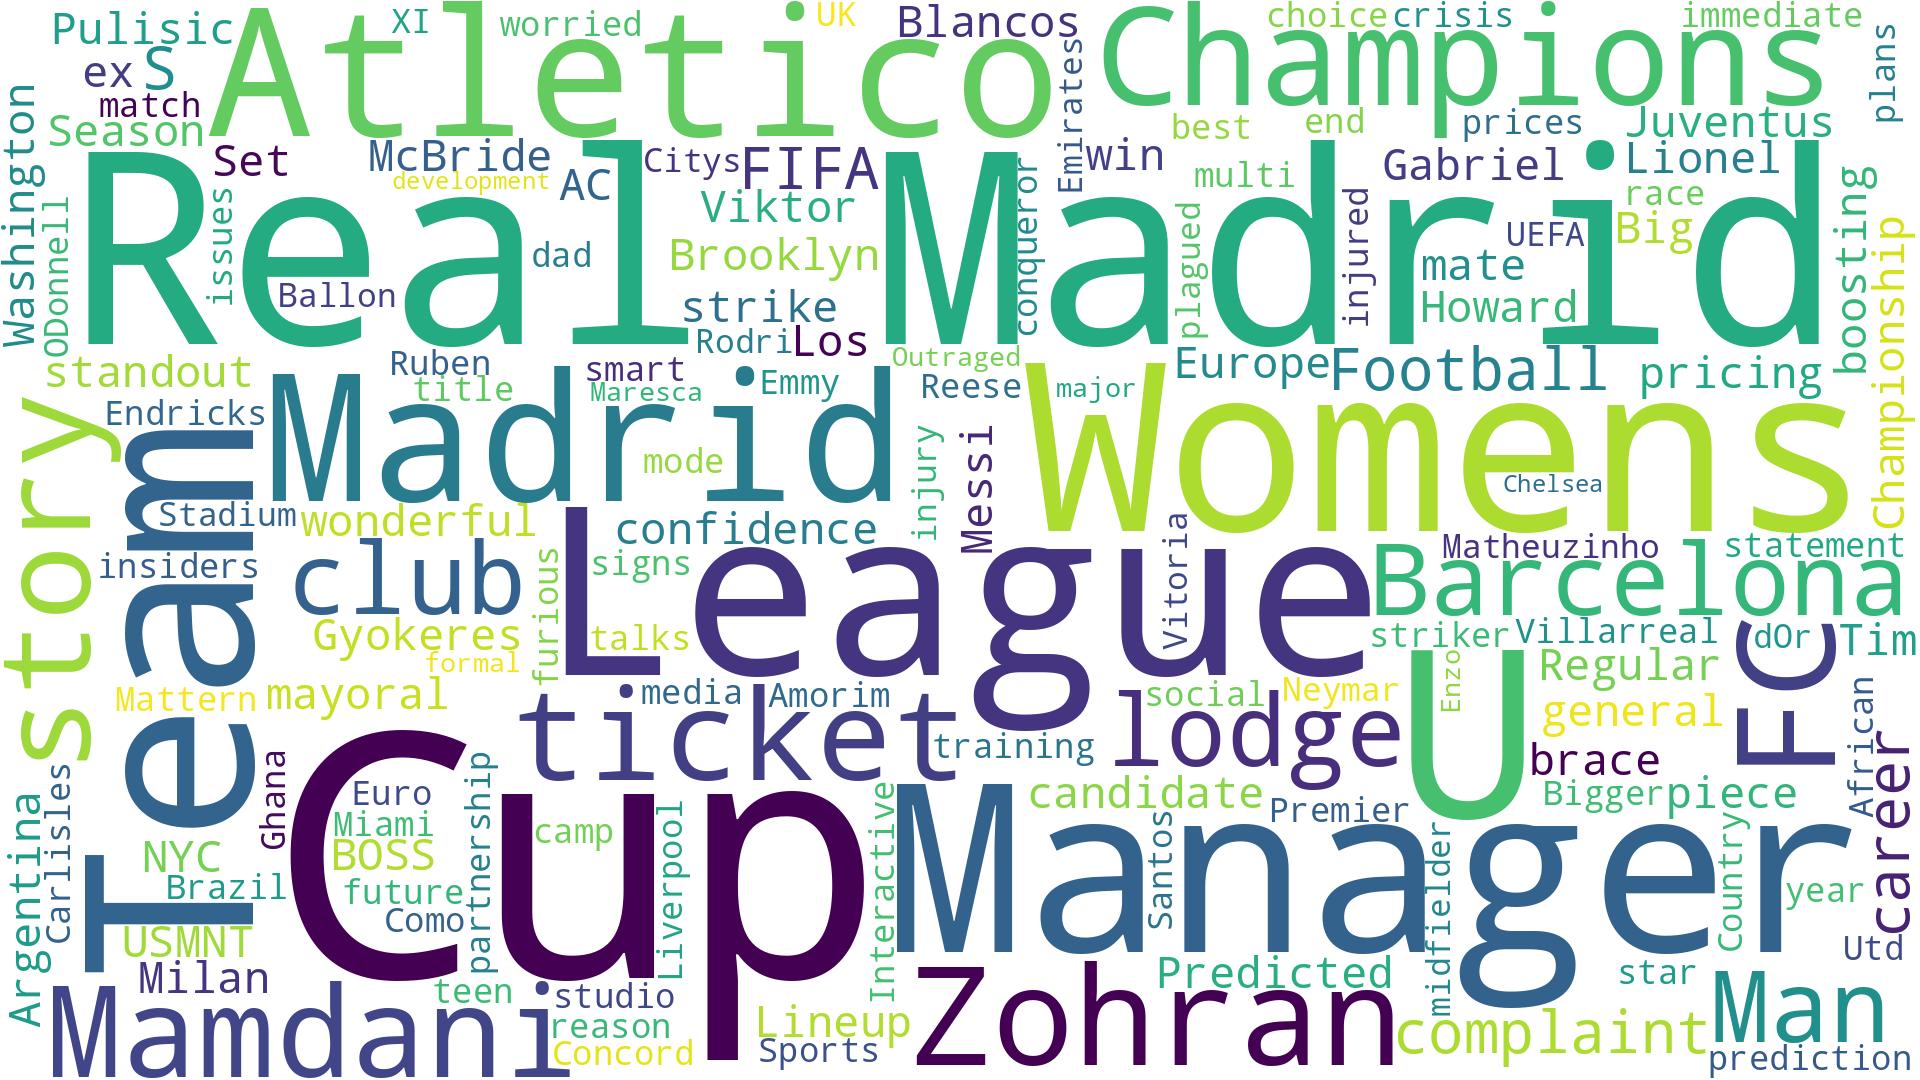 Pulisic
XI
worried
UK
Blancos
choice
crisis
immediate
ex
S
Atletico
Champions
plans
match
Season
Emirates
best
end
prices
Juventus
Washington
Set
McBride
Citys
FIFA
win
Gabriel
Lionel
development
AC
Viktor
multi
race
ODonnell
issues
Real Madrid
dad
Brooklyn
conqueror
plagued
injured
UEFA
Big
mate
boosting
Championship
Ballon
strike
Howard
Rodri
Los
standout
Ruben
smart
Outraged
Europe
Football
pricing
title
Maresca
Emmy
Reese
major
story
Endricks
Team
Madrid
mode
injury
Messi
Womens
Chelsea
Stadium
wonderful
confidence
Vitoria
Matheuzinho
statement
insiders
club
furious
signs
League
Barcelona
Gyokeres
talks
striker
Villarreal
dOr
Tim
formal
Mattern
mayoral
media
Amorim
social
Neymar
U
Enzo
Regular
FC
general
ticket
training
lodge
brace
African
career
Argentina
Carlisles
Ghana
Euro
partnership
Cup
candidate
Premier
Bigger
piece
Miami
camp
Liverpool
Interactive
Manager
Santos
midfielder
Country
NYC
BOSS
Brazil
future
year
Como
USMNT
Utd
Milan
teen
studio
Predicted
star
Mamdani
reason
Lineup
Zohran
complaint
Man
Concord
Sports
prediction